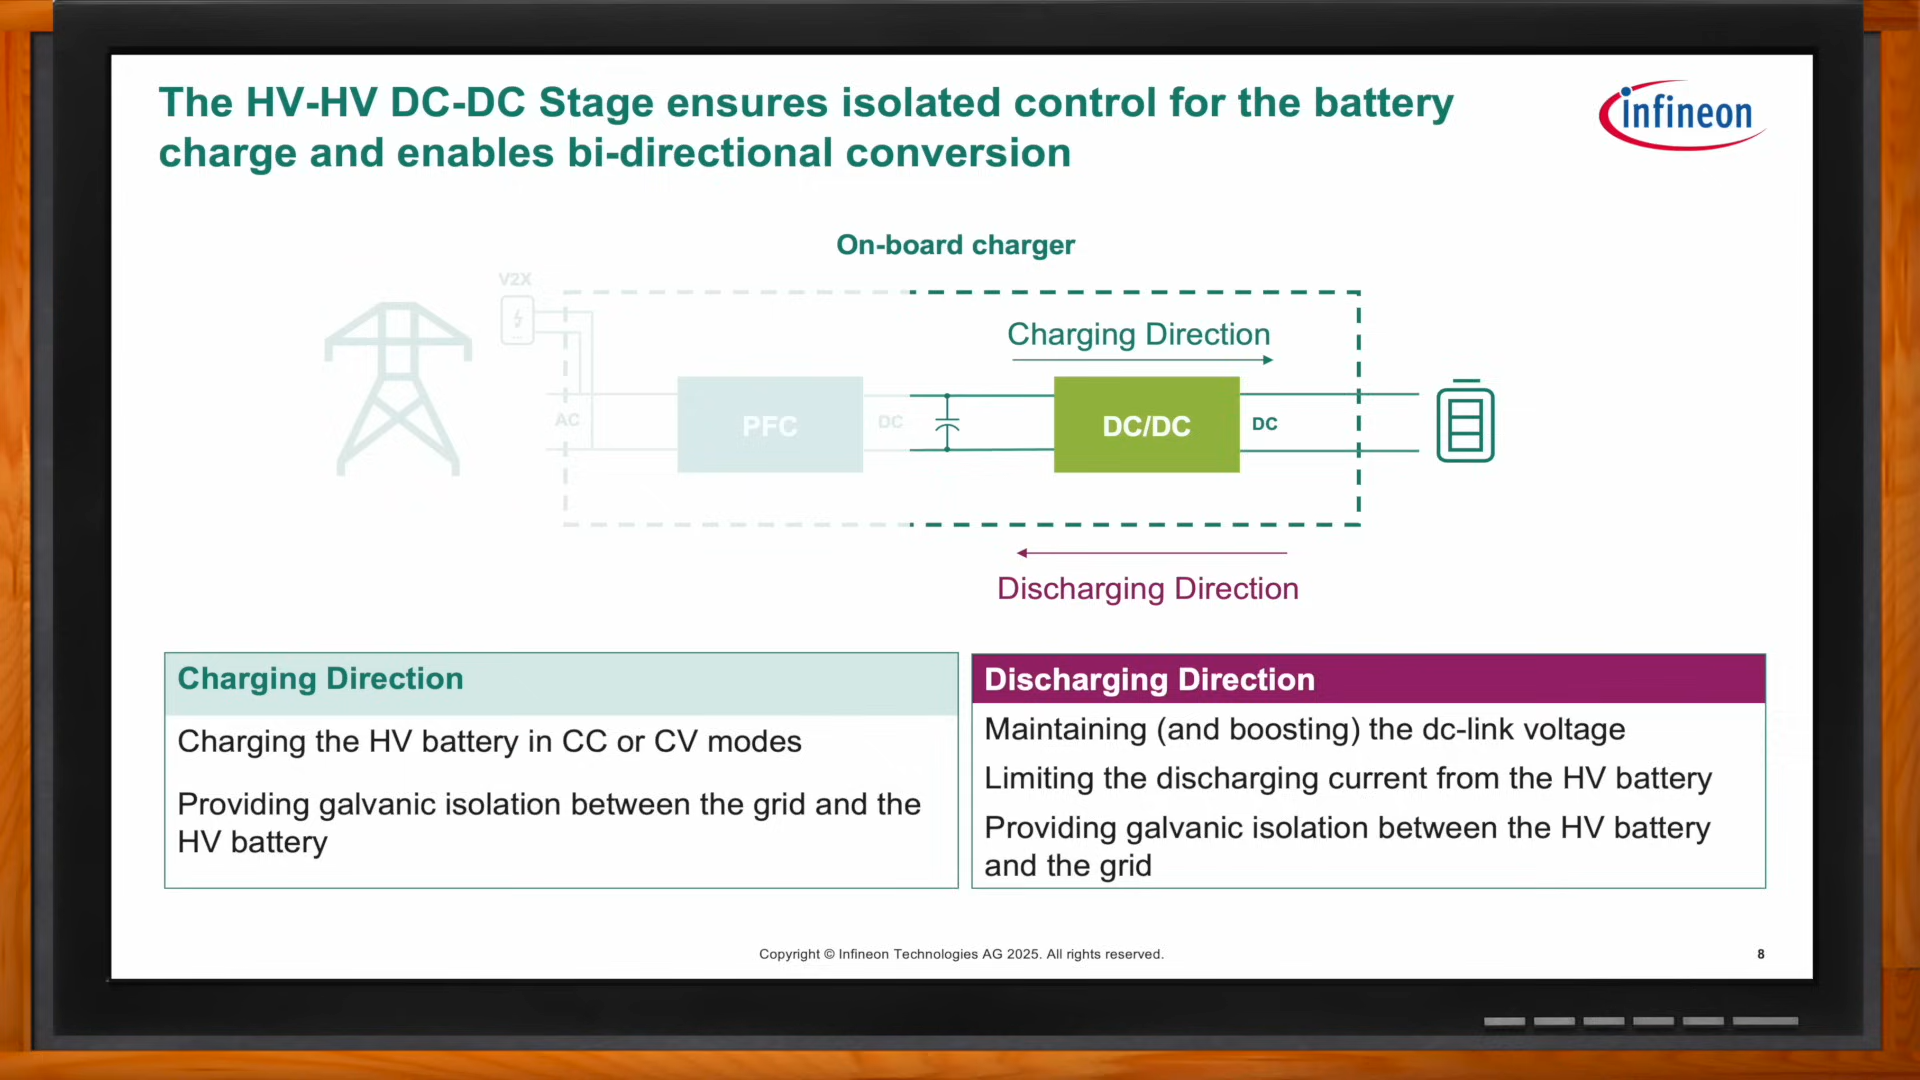 The HV-HV DC-DC Stage ensures isolated control for the battery
charge and enables bi-directional conversion
infineon
On-board charger
V2X
Charging Direction
AC
PFC
DC
DC/DC
DC
Discharging Direction
Charging Direction
Charging the HV battery in CC or CV modes
Providing galvanic isolation between the grid and the
HV battery
Discharging Direction
Maintaining (and boosting) the dc-link voltage
Limiting the discharging current from the HV battery
Providing galvanic isolation between the HV battery
and the grid
Copyright © Infineon Technologies AG 2025. All rights reserved.
8